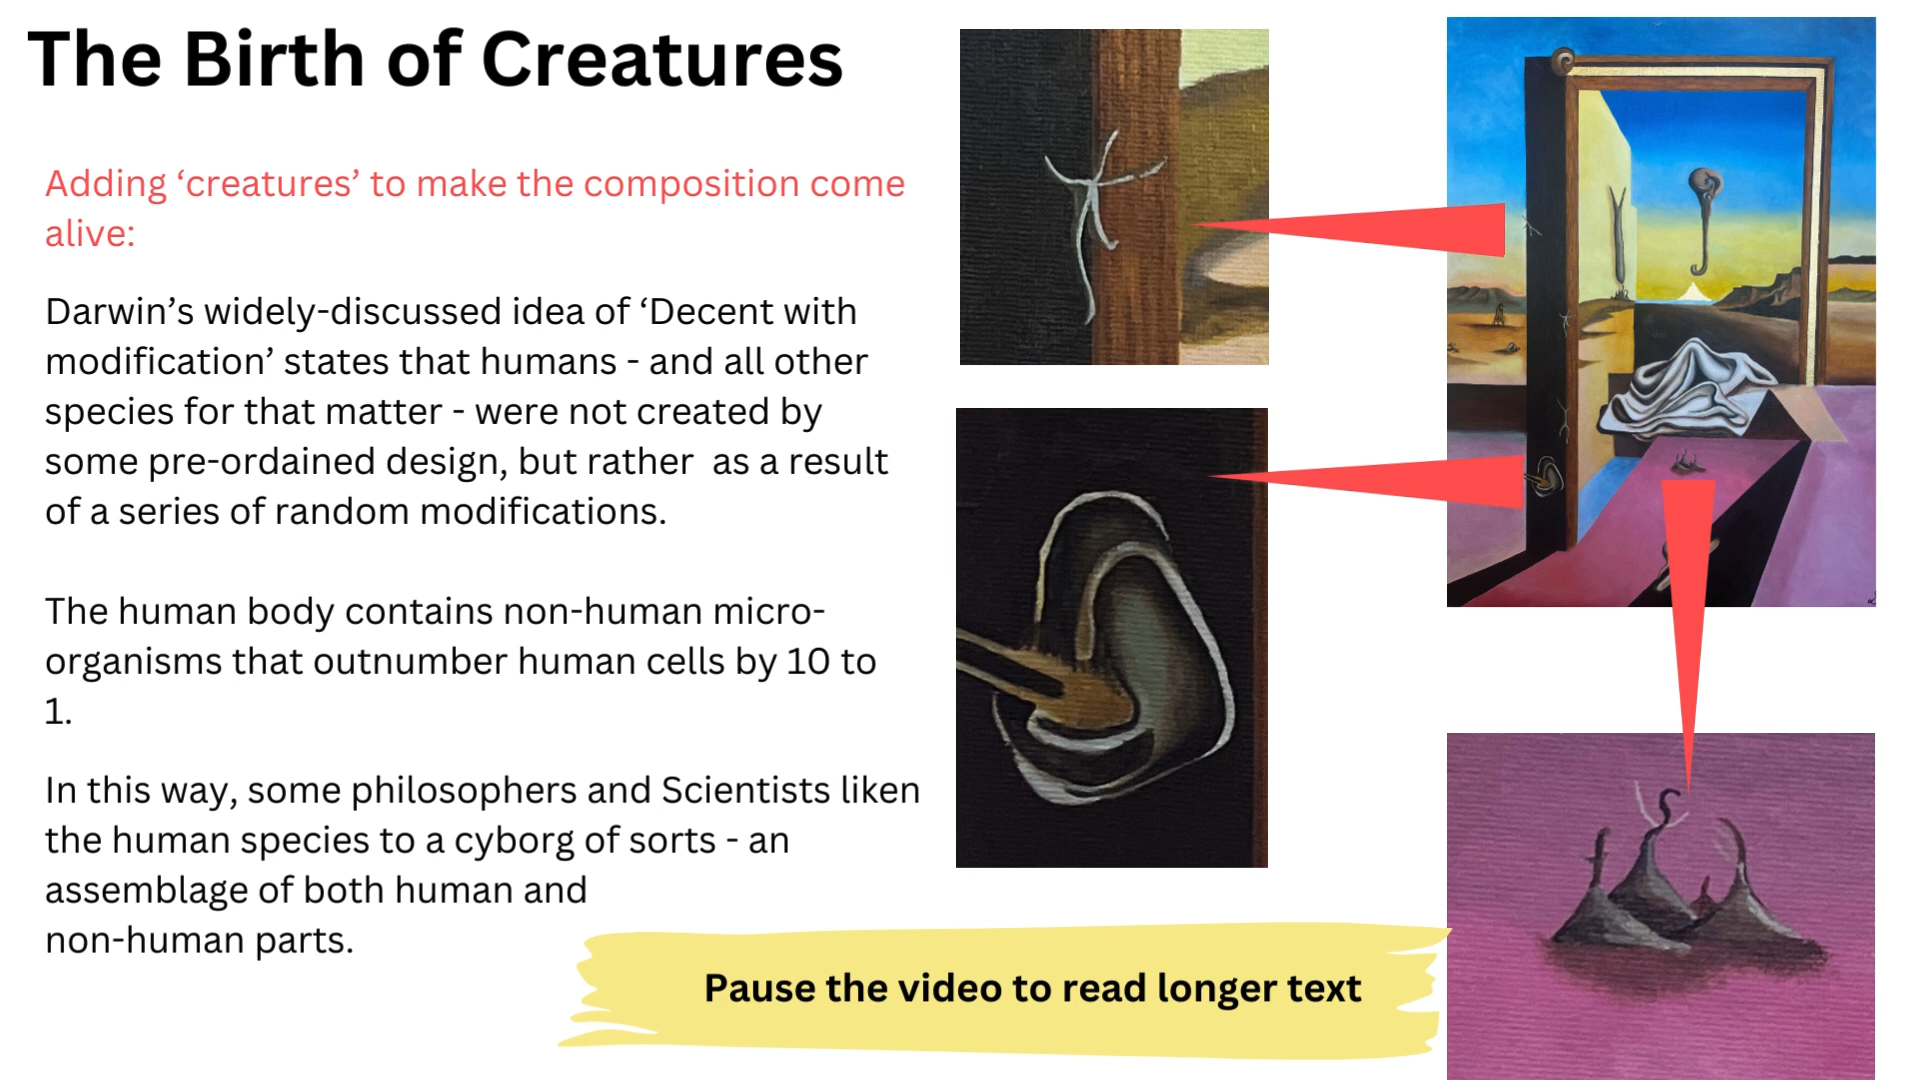 The Birth of Creatures
Adding ‘creatures’ to make the composition come
alive:
Darwin’s widely-discussed idea of ‘Decent with
modification’ states that humans - and all other
species for that matter - were not created by
some pre-ordained design, but rather  as a result
of a series of random modifications.
The human body contains non-human micro-
organisms that outnumber human cells by 10 to
1.
In this way, some philosophers and Scientists liken
the human species to a cyborg of sorts - an
assemblage of both human and
non-human parts.
Pause the video to read longer text